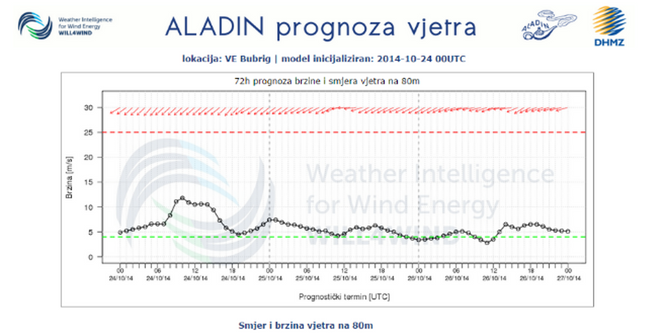 Weather Intelligence
for Wind Energy
WILL4WIND
ALADIN prognoza vjetra
ALADIN
DHMZ
lokacija: VE Bubrig | model inicijaliziran: 2014-10-24 00UTC
72h prognoza brzine i smjera vjetra na 80m
Brzina [m/s]
30
25
20
15
10
5
0
Weather Intelligence
for Wind Energy
WILL4WIND
00 06 12 18 00 06 12 18 00 06 12 18 00
24/10/14 24/10/14 24/10/14 24/10/14 25/10/14 25/10/14 25/10/14 25/10/14 26/10/14 26/10/14 26/10/14 26/10/14 27/10/14
Prognostički termin [UTC]
Smjer i brzina vjetra na 80m